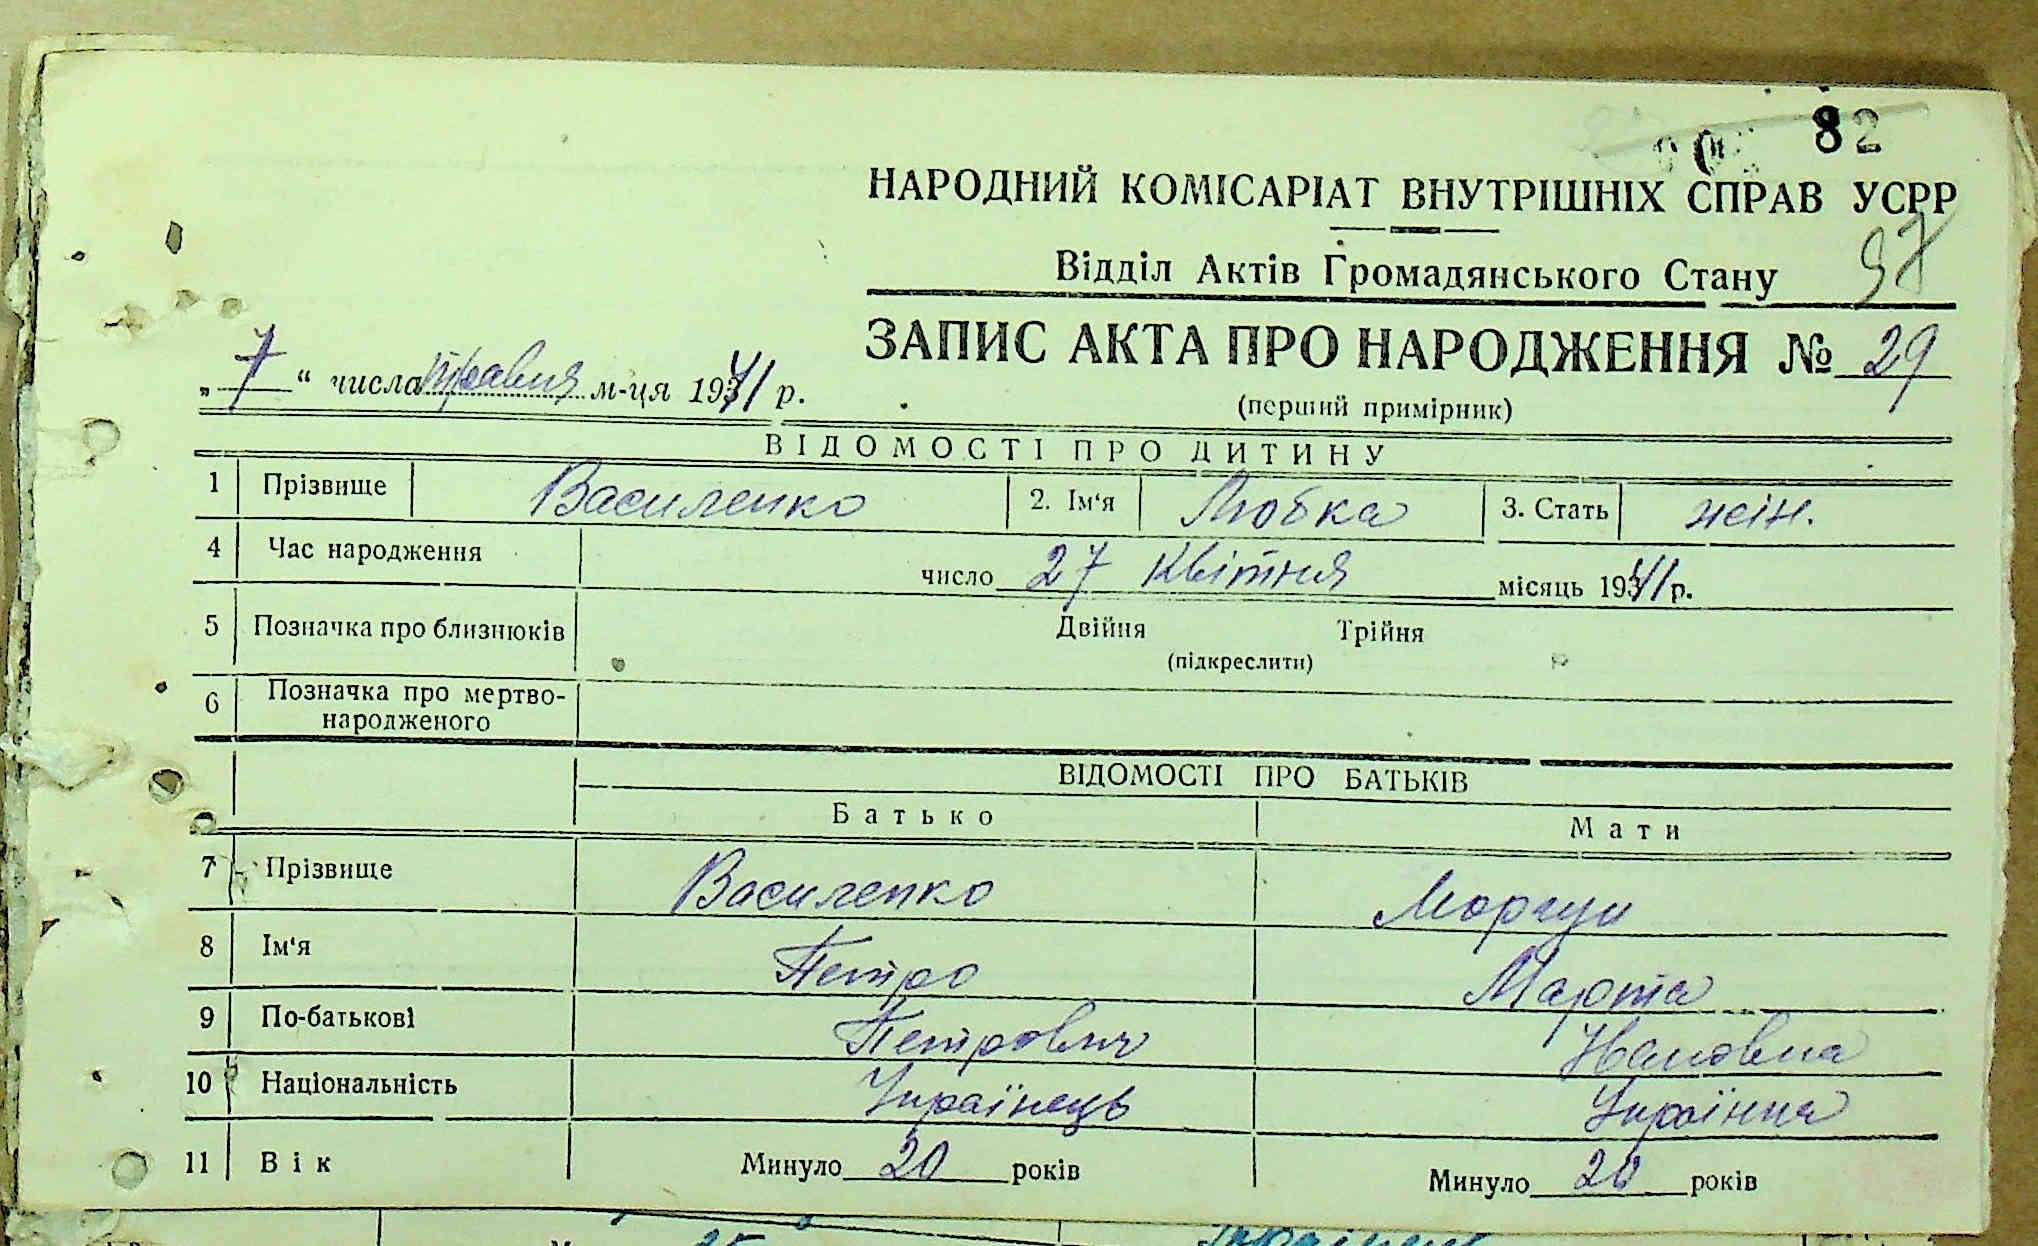 82
НАРОДНИЙ КОМІСАРІАТ ВНУТРІШНІХ СПРАВ УСРР
Відділ Актів Громадянського Стану 97
ЗАПИС АКТА ПРО НАРОДЖЕННЯ № 29
„7“ числа травня м-ця 1941 р.
(перший примірник)
ВІДОМОСТІ ПРО ДИТИНУ
1 Прізвище Василенко 2. Ім‘я Любка 3. Стать жін.
4 Час народження число 27 Квітня місяць 1941 р.
5 Позначка про близнюків Двійня Трійня
(підкреслити)
6 Позначка про мертво-
народженого
ВІДОМОСТІ ПРО БАТЬКІВ
Батько Мати
7 Прізвище Василенко Моргун
8 Ім‘я Петро Марта
9 По-батькові Петрович
10 Національність Українець Українка
11 Вік Минуло 20 років Минуло 20 років